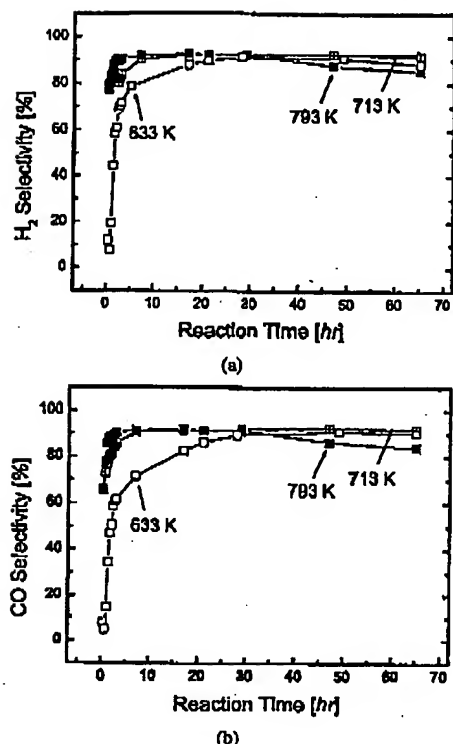 H₂ Selectivity [%]
100
80
60
40
20
0
833 K
793 K
713 K
0 10 20 30 40 50 60 70
Reaction Time [hr]
(a)
CO Selectivity [%]
100
80
60
40
20
0
633 K
783 K
713 K
0 10 20 30 40 50 60 70
Reaction Time [hr]
(b)